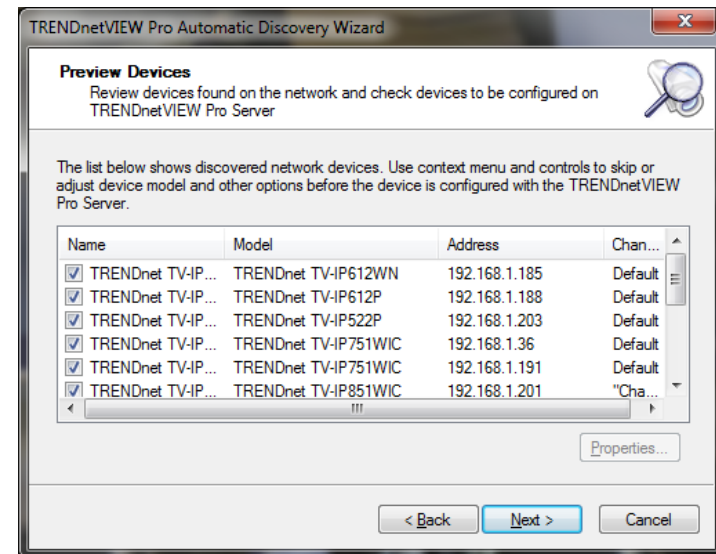 TRENDnetVIEW Pro Automatic Discovery Wizard
Preview Devices
Review devices found on the network and check devices to be configured on
TRENDnetVIEW Pro Server
The list below shows discovered network devices. Use context menu and controls to skip or
adjust device model and other options before the device is configured with the TRENDnetVIEW
Pro Server.
Name Model Address Chan...
TRENDnet TV-IP... TRENDnet TV-IP612WN 192.168.1.185 Default
TRENDnet TV-IP... TRENDnet TV-IP612P 192.168.1.188 Default
TRENDnet TV-IP... TRENDnet TV-IP522P 192.168.1.203 Default
TRENDnet TV-IP... TRENDnet TV-IP751WIC 192.168.1.36 Default
TRENDnet TV-IP... TRENDnet TV-IP751WIC 192.168.1.191 Default
TRENDnet TV-IP... TRENDnet TV-IP851WIC 192.168.1.201 "Cha...
Properties...
< Back Next > Cancel